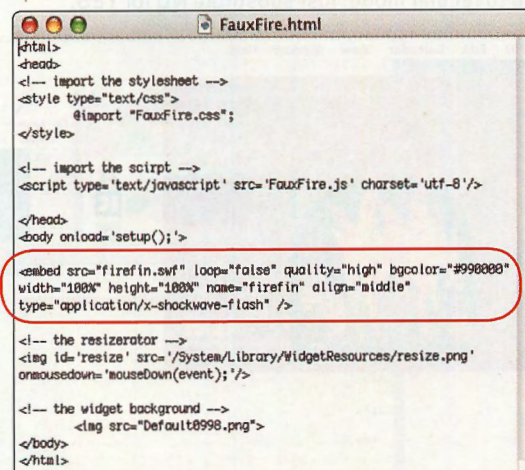 FauxFire.html
<html>
<head>
<!-- import the stylesheet -->
<style type="text/css">
@import "FauxFire.css";
</style>
<!-- import the scirpt -->
<script type='text/javascript' src='FauxFire.js' charset='utf-8'/>
</head>
<body onload='setup();'>
<embed src="firefin.swf" loop="false" quality="high" bgcolor="#990000"
width="100%" height="100%" name="firefin" align="middle"
type="application/x-shockwave-flash" />
<!-- the resizerator -->
<img id='resize' src='/System/Library/WidgetResources/resize.png'
onmousedown='mouseDown(event);'/>
<!-- the widget background -->
<img src="Default0998.png">
</body>
</html>